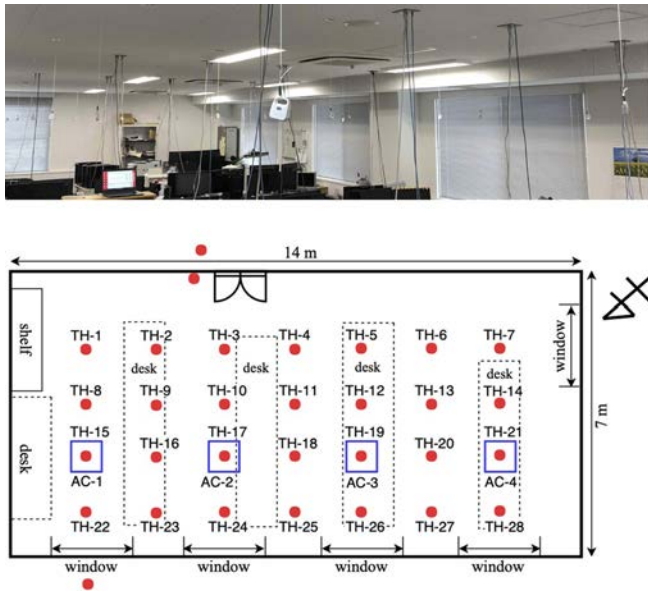 14 m
shelf
TH-1 TH-2 TH-3 TH-4 TH-5 TH-6 TH-7
window
desk desk desk desk
TH-8 TH-9 TH-10 TH-11 TH-12 TH-13 TH-14
7 m
desk
TH-15 TH-16 TH-17 TH-18 TH-19 TH-20 TH-21
AC-1 AC-2 AC-3 AC-4
TH-22 TH-23 TH-24 TH-25 TH-26 TH-27 TH-28
window window window window